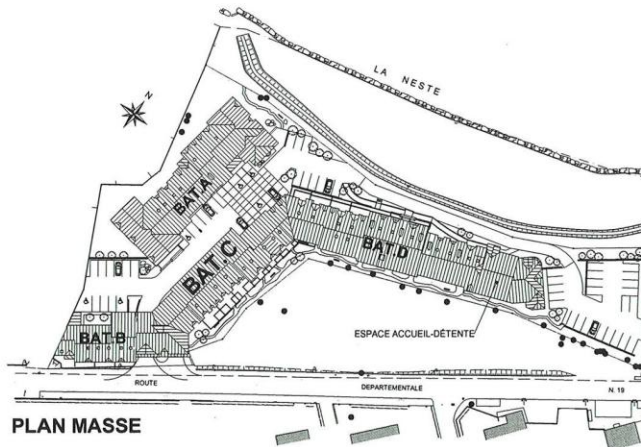 LA NESTE
N
BAT.A
BAT.C
BAT.D
BAT.B
ESPACE ACCUEIL-DÉTENTE
ROUTE DEPARTEMENTALE N. 19
PLAN MASSE